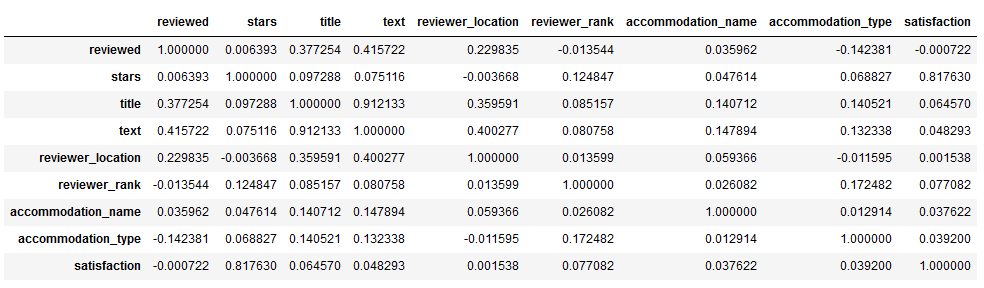 reviewed stars title text reviewer_location reviewer_rank accommodation_name accommodation_type satisfaction
reviewed 1.000000 0.006393 0.377254 0.415722 0.229835 -0.013544 0.035962 -0.142381 -0.000722
stars 0.006393 1.000000 0.097288 0.075116 -0.003668 0.124847 0.047614 0.068827 0.817630
title 0.377254 0.097288 1.000000 0.912133 0.359591 0.085157 0.140712 0.140521 0.064570
text 0.415722 0.075116 0.912133 1.000000 0.400277 0.080758 0.147894 0.132338 0.048293
reviewer_location 0.229835 -0.003668 0.359591 0.400277 1.000000 0.013599 0.059366 -0.011595 0.001538
reviewer_rank -0.013544 0.124847 0.085157 0.080758 0.013599 1.000000 0.026082 0.172482 0.077082
accommodation_name 0.035962 0.047614 0.140712 0.147894 0.059366 0.026082 1.000000 0.012914 0.037622
accommodation_type -0.142381 0.068827 0.140521 0.132338 -0.011595 0.172482 0.012914 1.000000 0.039200
satisfaction -0.000722 0.817630 0.064570 0.048293 0.001538 0.077082 0.037622 0.039200 1.000000